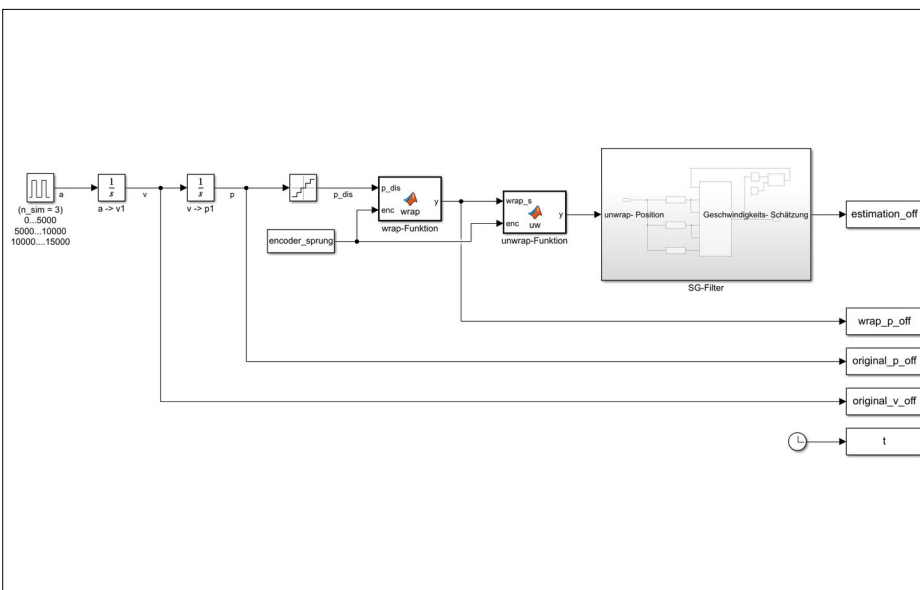 a
1
s
v
1
s
p
p_dis
(n_sim = 3)
0...5000
5000...10000
10000....15000
a -> v1
v -> p1
p_dis
enc
wrap
y
wrap-Funktion
encoder_sprung
wrap_s
enc
uw
y
unwrap-Funktion
unwrap- Position
Geschwindigkeits- Schätzung
SG-Filter
estimation_off
wrap_p_off
original_p_off
original_v_off
t